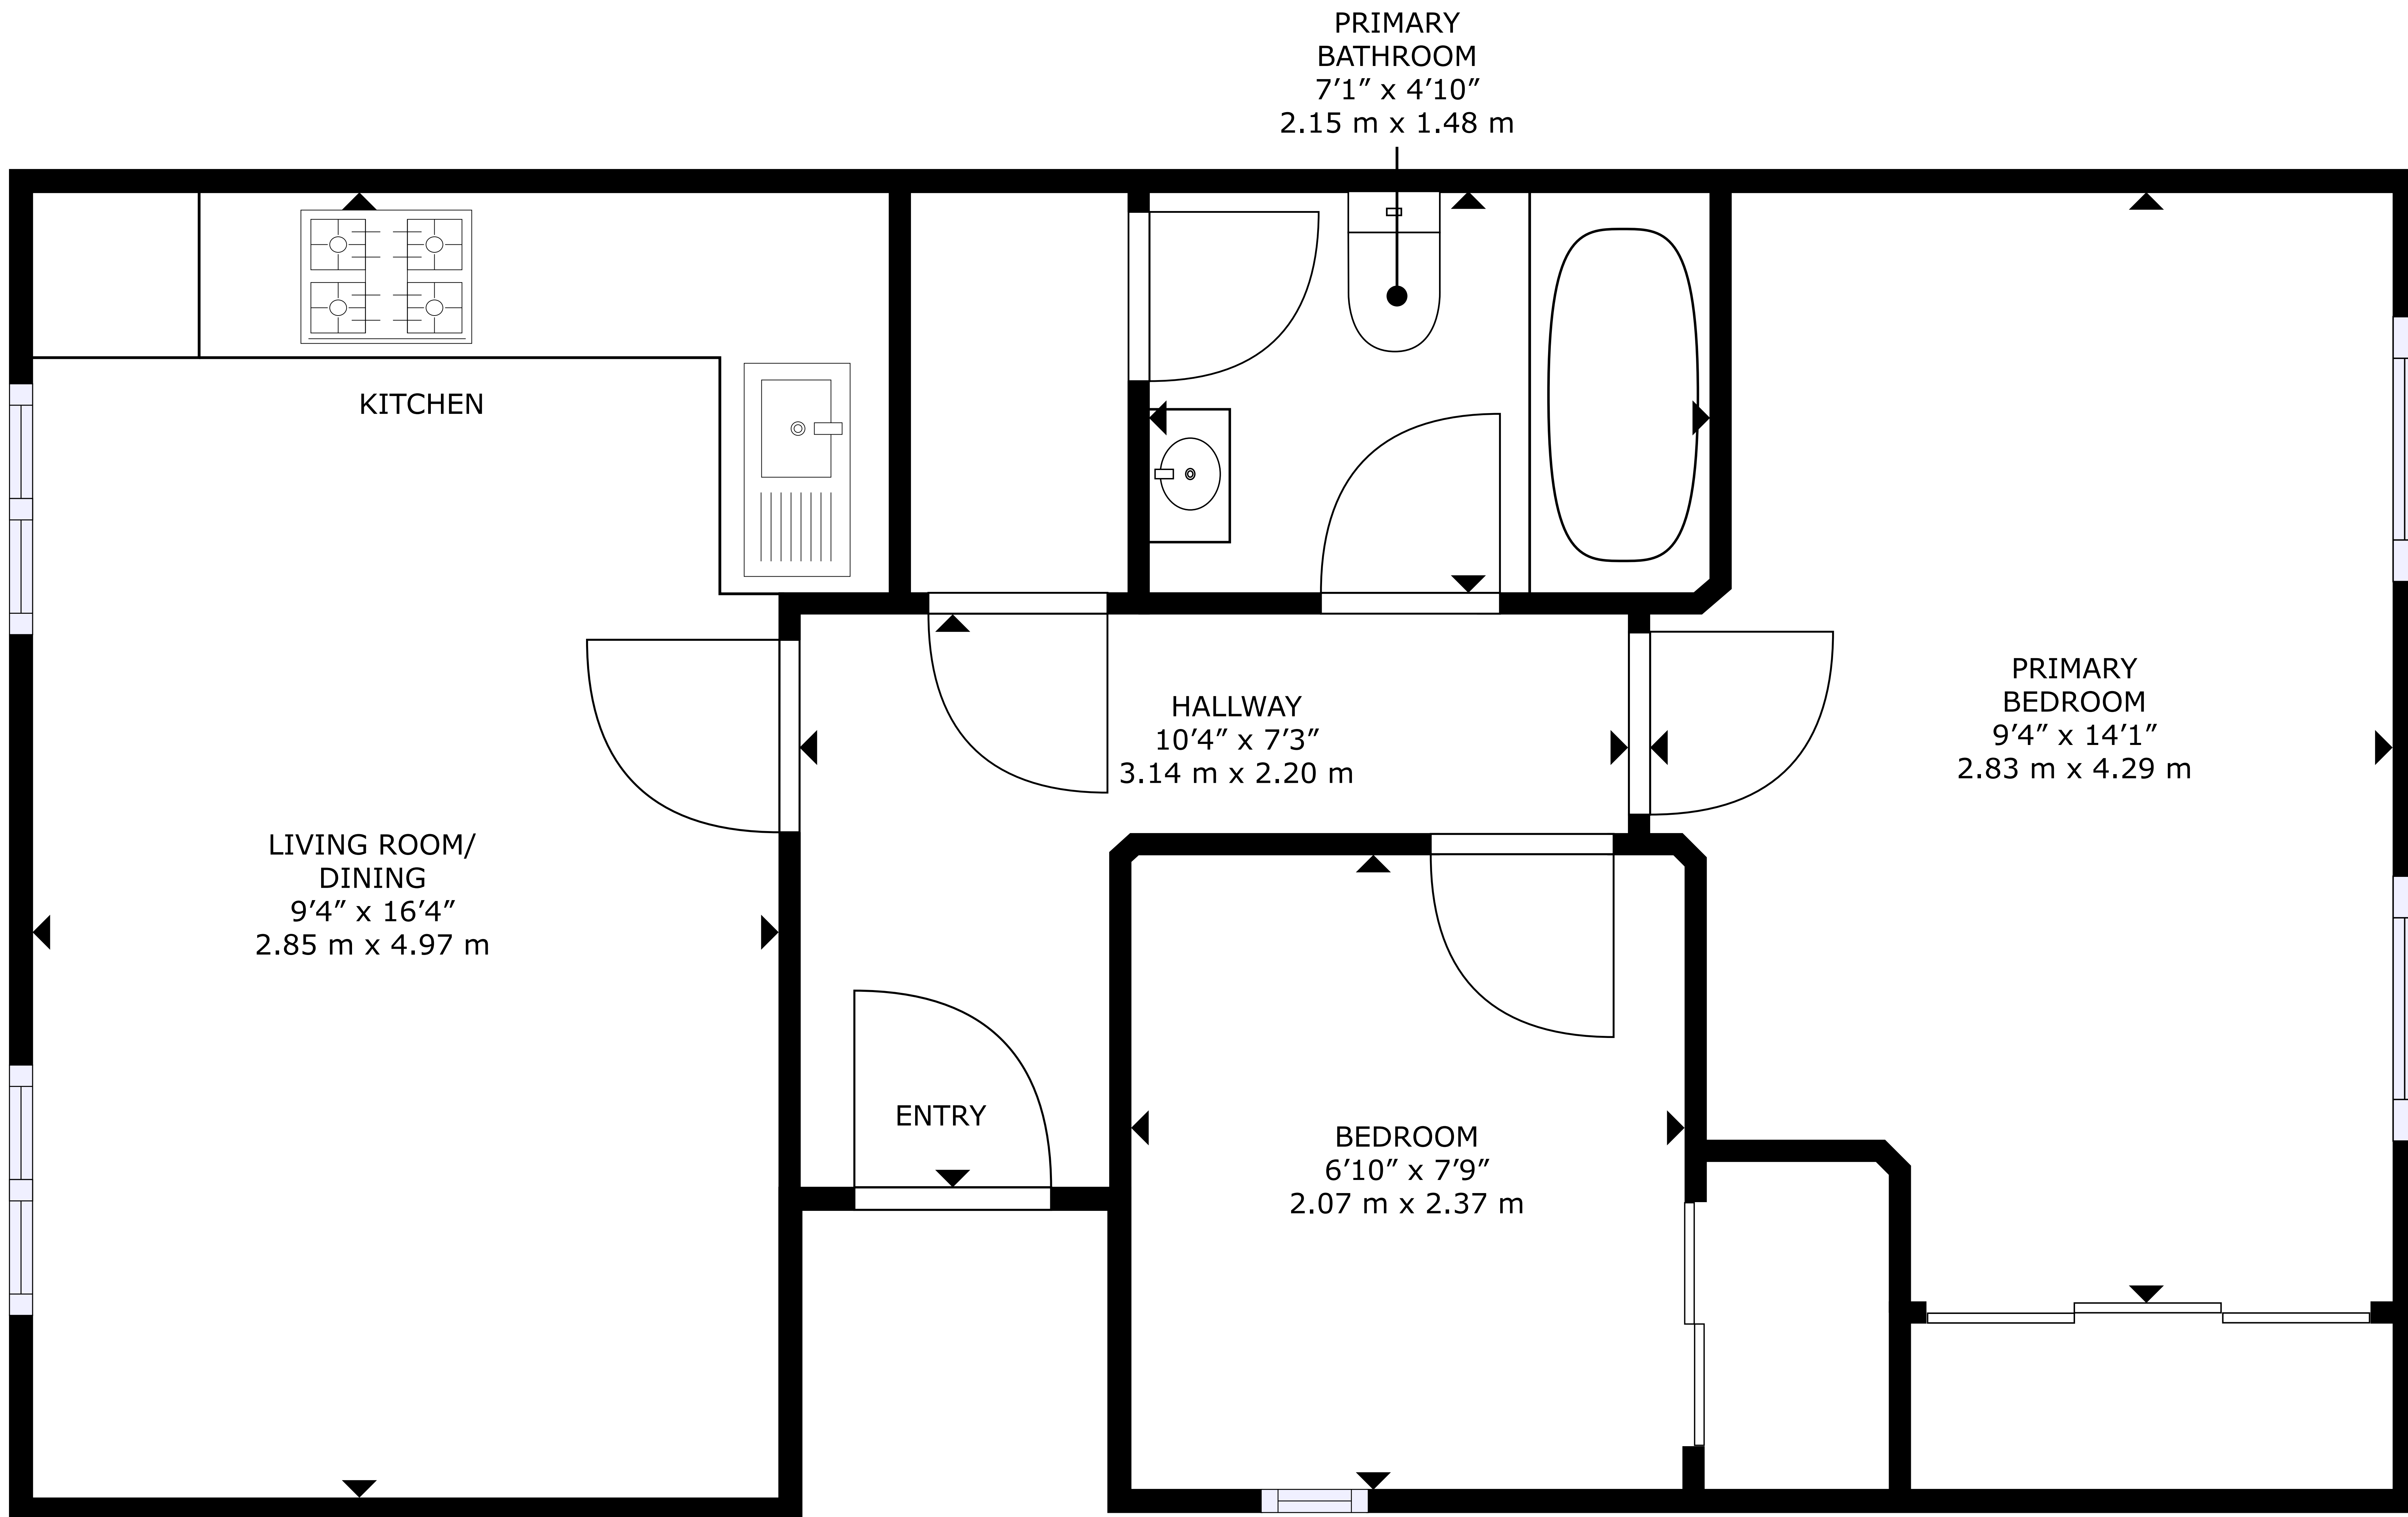 PRIMARY
BATHROOM
7’1” x 4’10”
2.15 m x 1.48 m
KITCHEN
HALLWAY
10’4” x 7’3”
3.14 m x 2.20 m
PRIMARY
BEDROOM
9’4” x 14’1”
2.83 m x 4.29 m
LIVING ROOM/
DINING
9’4” x 16’4”
2.85 m x 4.97 m
ENTRY
BEDROOM
6’10” x 7’9”
2.07 m x 2.37 m